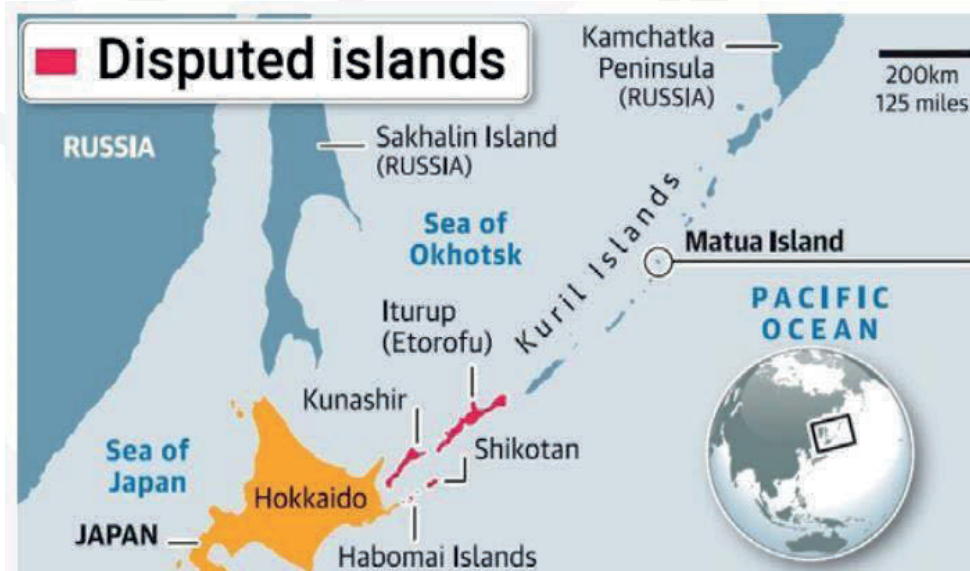 Disputed islands
Kamchatka
Peninsula
(RUSSIA)
200km
125 miles
RUSSIA
Sakhalin Island
(RUSSIA)
Sea of
Okhotsk
Kuril Islands
Matua Island
PACIFIC
OCEAN
Iturup
(Etorofu)
Kunashir
Shikotan
Sea of
Japan
Hokkaido
JAPAN
Habomai Islands